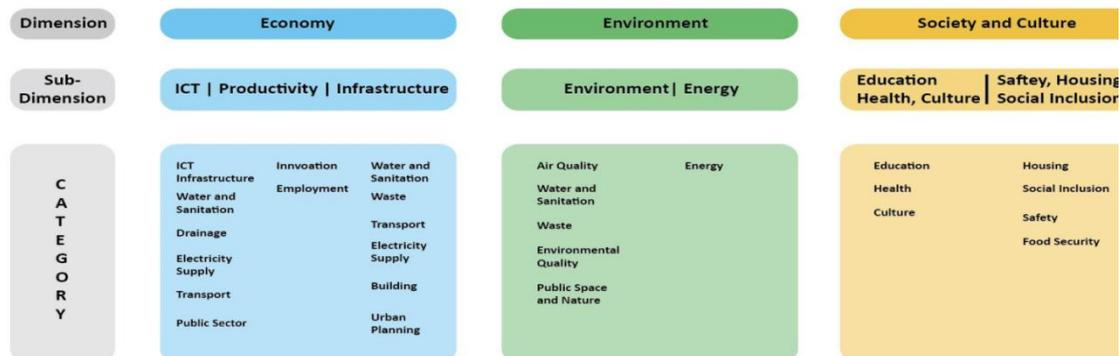 Dimension
Economy
Environment
Society and Culture
Sub-
Dimension
ICT | Productivity | Infrastructure
Environment| Energy
Education
Health, Culture
Saftey, Housing
Social Inclusion
CATEGORY
ICT
Infrastructure
Water and
Sanitation
Drainage
Electricity
Supply
Transport
Public Sector
Innvoation
Employment
Water and
Sanitation
Waste
Transport
Electricity
Supply
Building
Urban
Planning
Air Quality
Water and
Sanitation
Waste
Environmental
Quality
Public Space
and Nature
Energy
Education
Health
Culture
Housing
Social Inclusion
Safety
Food Security